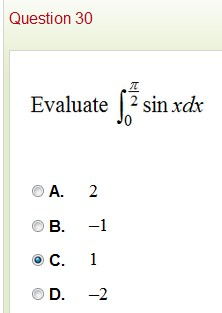 Question 30
Evaluate ∫₀^(π/2) sin xdx
A. 2
B. −1
C. 1
D. −2